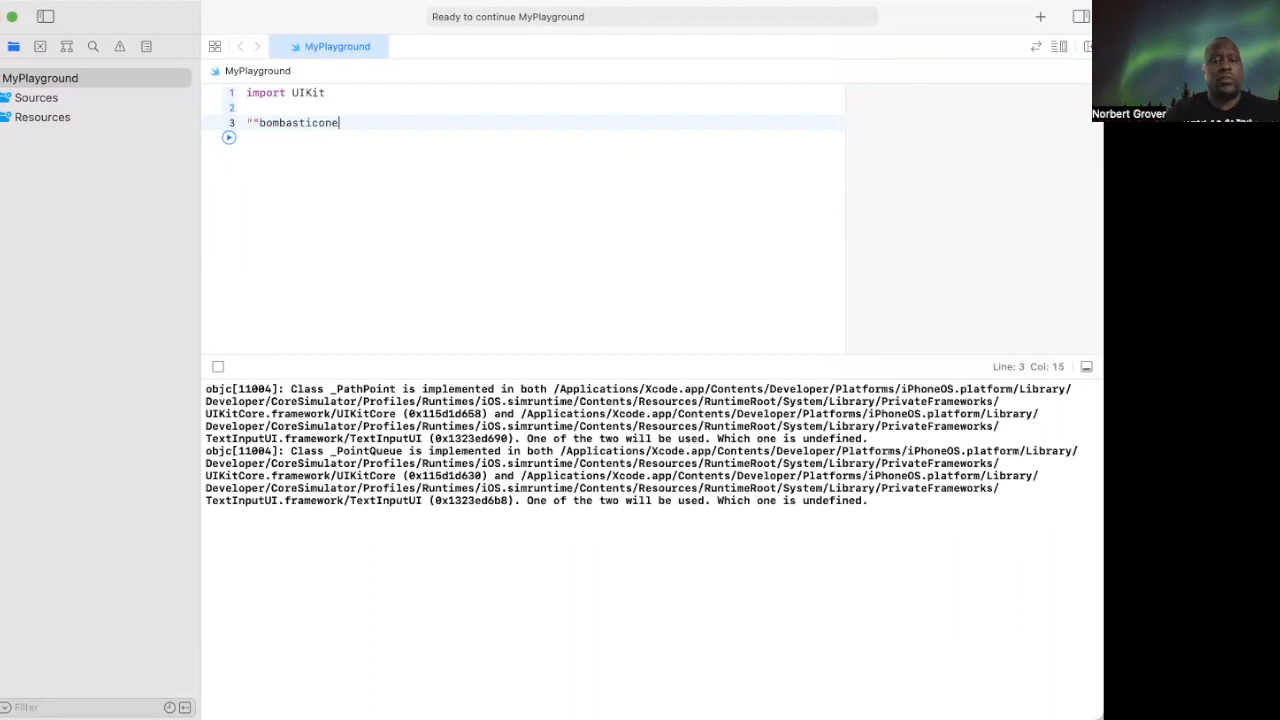 Ready to continue MyPlayground
MyPlayground
MyPlayground
MyPlayground
Sources
Resources
1 import UIKit
2
3 ""bombasticone
Norbert Grover
Line: 3 Col: 15
objc[11004]: Class _PathPoint is implemented in both /Applications/Xcode.app/Contents/Developer/Platforms/iPhoneOS.platform/Library/
Developer/CoreSimulator/Profiles/Runtimes/iOS.simruntime/Contents/Resources/RuntimeRoot/System/Library/PrivateFrameworks/
UIKitCore.framework/UIKitCore (0x115d1d658) and /Applications/Xcode.app/Contents/Developer/Platforms/iPhoneOS.platform/Library/
Developer/CoreSimulator/Profiles/Runtimes/iOS.simruntime/Contents/Resources/RuntimeRoot/System/Library/PrivateFrameworks/
TextInputUI.framework/TextInputUI (0x1323ed690). One of the two will be used. Which one is undefined.
objc[11004]: Class _PointQueue is implemented in both /Applications/Xcode.app/Contents/Developer/Platforms/iPhoneOS.platform/Library/
Developer/CoreSimulator/Profiles/Runtimes/iOS.simruntime/Contents/Resources/RuntimeRoot/System/Library/PrivateFrameworks/
UIKitCore.framework/UIKitCore (0x115d1d630) and /Applications/Xcode.app/Contents/Developer/Platforms/iPhoneOS.platform/Library/
Developer/CoreSimulator/Profiles/Runtimes/iOS.simruntime/Contents/Resources/RuntimeRoot/System/Library/PrivateFrameworks/
TextInputUI.framework/TextInputUI (0x1323ed6b8). One of the two will be used. Which one is undefined.
Filter